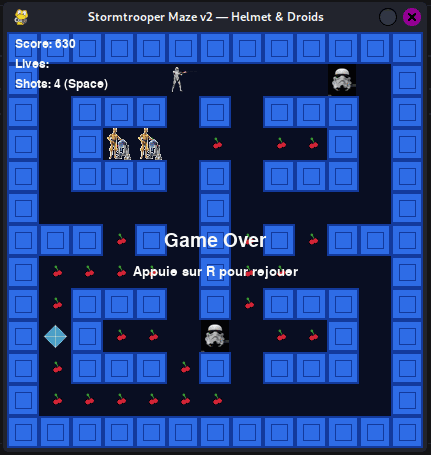 Stormtrooper Maze v2 — Helmet & Droids
Score: 630
Lives:
Shots: 4 (Space)
Game Over
Appuie sur R pour rejouer